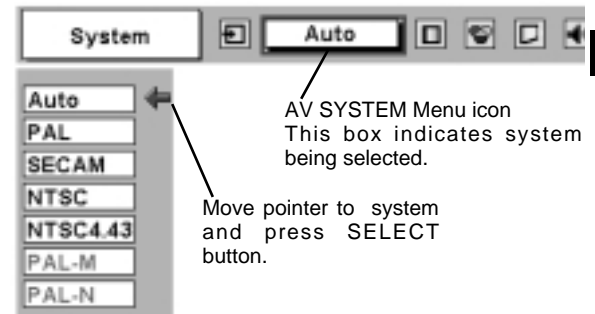 System
Auto
AV SYSTEM Menu icon
This box indicates system
being selected.
Auto
PAL
SECAM
NTSC
NTSC4.43
PAL-M
PAL-N
Move pointer to system
and press SELECT
button.